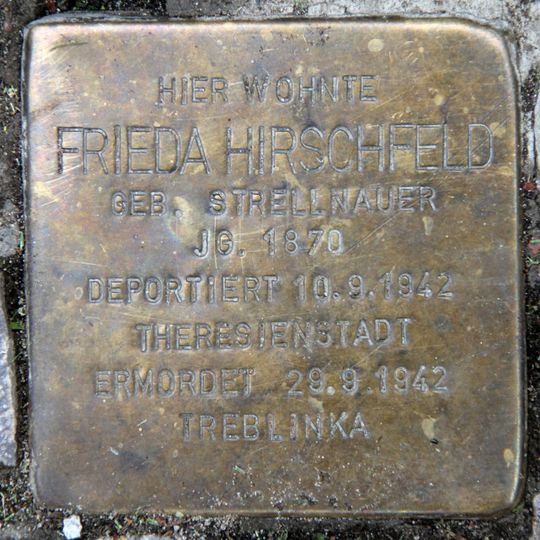 HIER WOHNTE
FRIEDA HIRSCHFELD
GEB. STRELLNAUER
JG. 1870
DEPORTIERT 10.9.1942
THERESIENSTADT
ERMORDET 29.9.1942
TREBLINKA